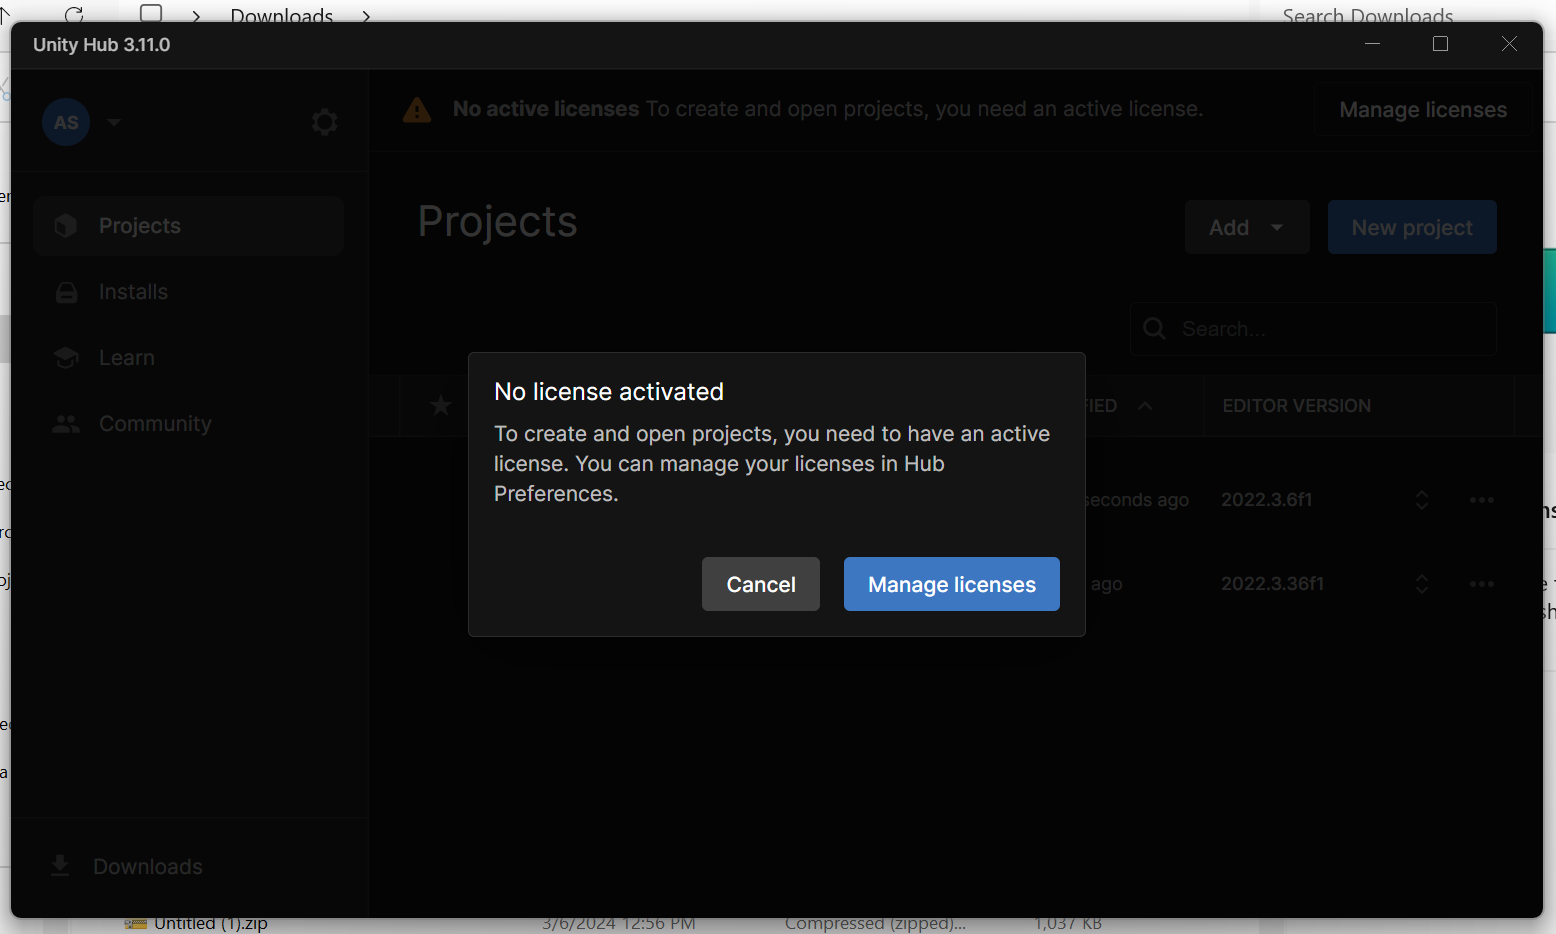 Downloads
Search Downloads
Unity Hub 3.11.0
AS
No active licenses To create and open projects, you need an active license.
Manage licenses
Projects
Projects
Add
New project
Installs
Search...
Learn
Community
EDITOR VERSION
No license activated
To create and open projects, you need to have an active
license. You can manage your licenses in Hub
Preferences.
seconds ago
2022.3.6f1
ago
2022.3.36f1
Cancel
Manage licenses
Downloads
Untitled (1).zip
3/6/2024 12:56 PM
Compressed (zipped)...
1,037 KB